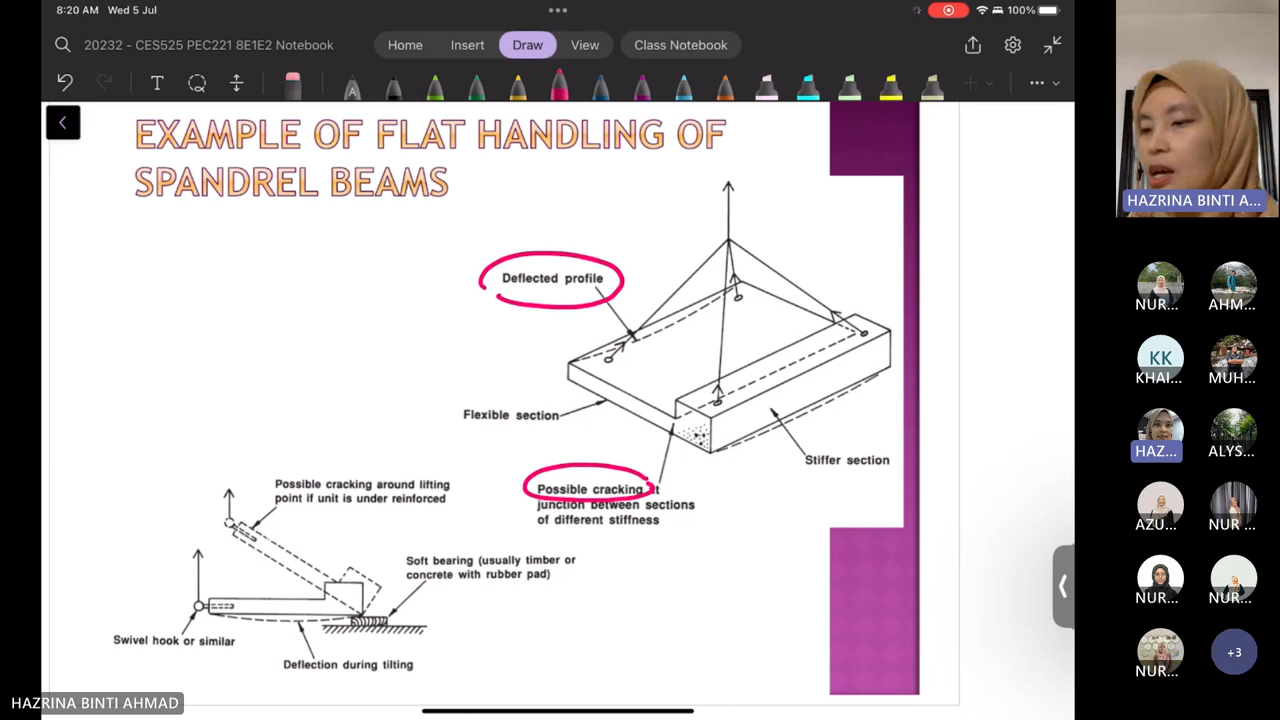 8:20 AM Wed 5 Jul
100%
20232 - CES525 PEC221 8E1E2 Notebook
Home
Insert
Draw
View
Class Notebook
T
A
EXAMPLE OF FLAT HANDLING OF
SPANDREL BEAMS
Deflected profile
Flexible section
Stiffer section
Possible cracking at
junction between sections
of different stiffness
Possible cracking around lifting
point if unit is under reinforced
Soft bearing (usually timber or
concrete with rubber pad)
Swivel hook or similar
Deflection during tilting
HAZRINA BINTI AHMAD
HAZRINA BINTI A...
NUR...
AHM...
KK
KHAI...
MUH...
HAZ...
ALYS...
AZU...
NUR ...
NUR...
NUR...
NUR...
+3